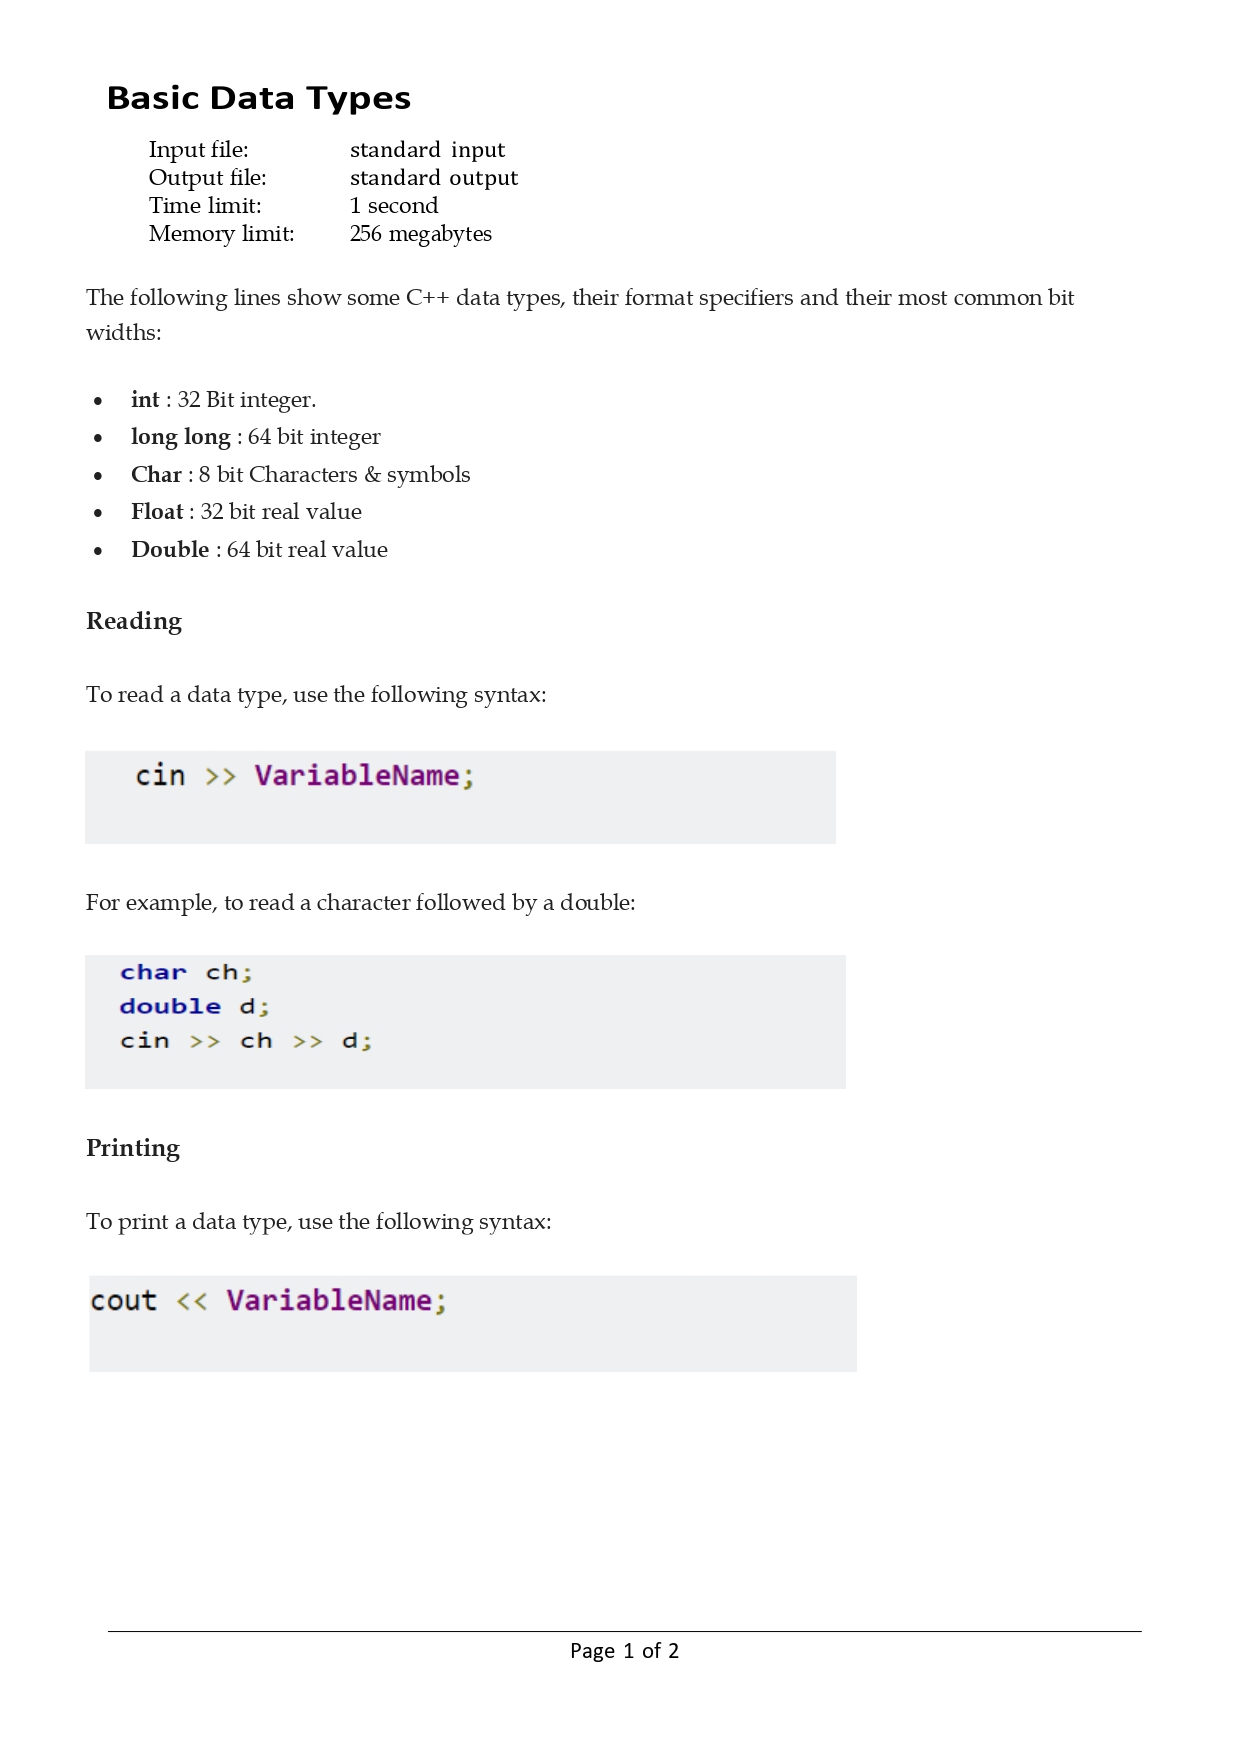 Basic Data Types
Input file: standard input
Output file: standard output
Time limit: 1 second
Memory limit: 256 megabytes
The following lines show some C++ data types, their format specifiers and their most common bit
widths:
• int : 32 Bit integer.
• long long : 64 bit integer
• Char : 8 bit Characters & symbols
• Float : 32 bit real value
• Double : 64 bit real value
Reading
To read a data type, use the following syntax:
cin >> VariableName;
For example, to read a character followed by a double:
char ch;
double d;
cin >> ch >> d;
Printing
To print a data type, use the following syntax:
cout << VariableName;
Page 1 of 2